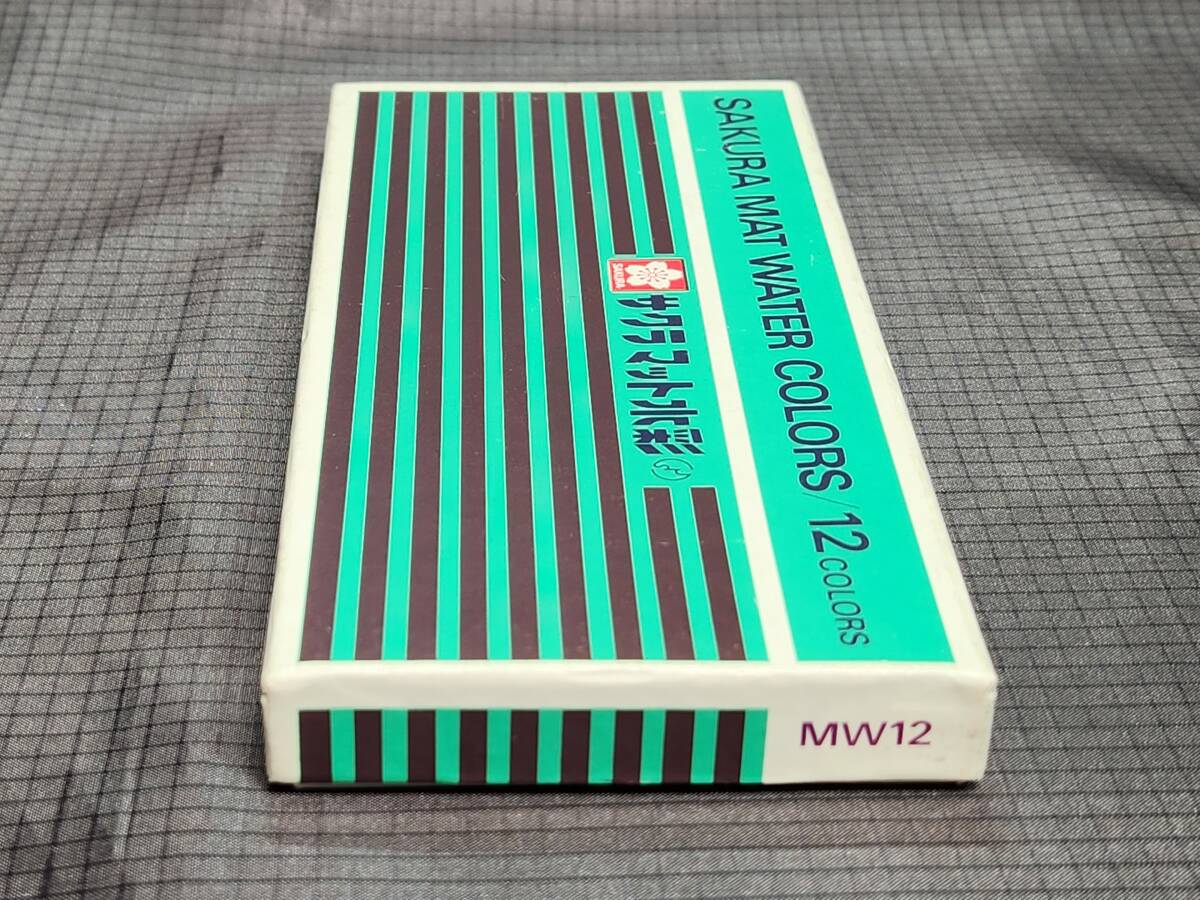 SAKURA MAT WATER COLORS/12 COLORS
SAKURA
サクラマット水彩
MW12